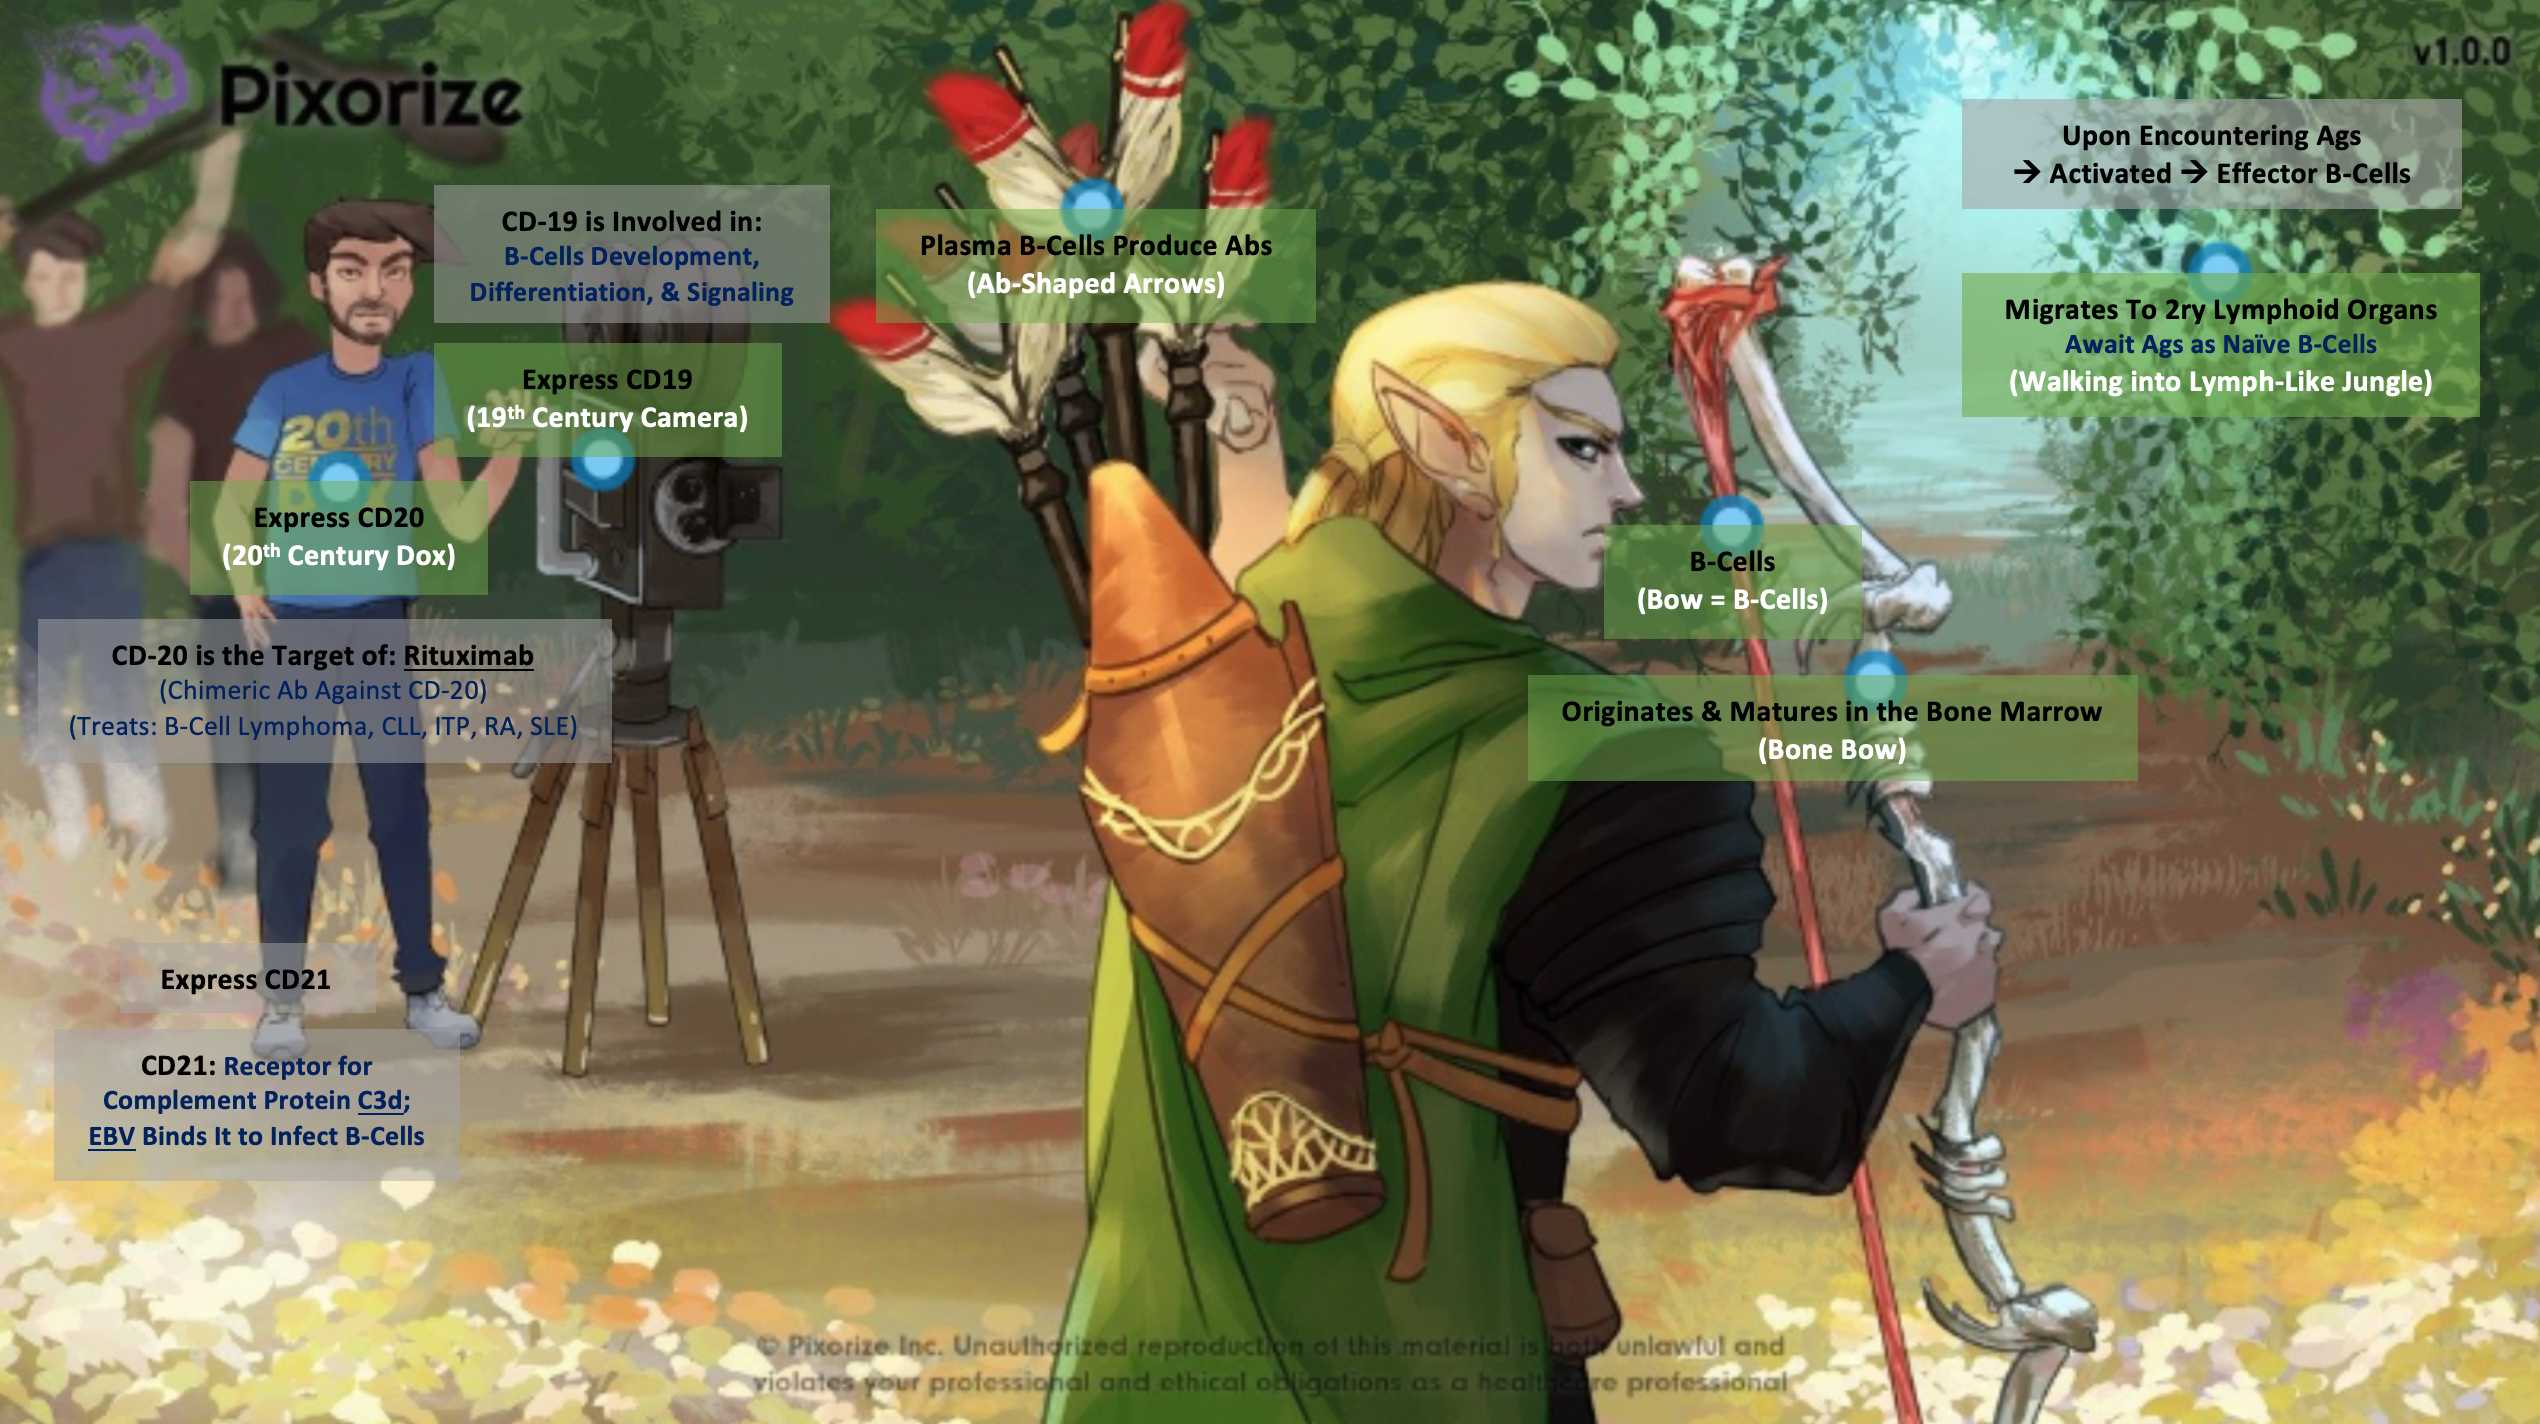 Pixorize
v1.0.0
Upon Encountering Ags
→ Activated → Effector B-Cells
CD-19 is Involved in:
B-Cells Development,
Differentiation, & Signaling
Plasma B-Cells Produce Abs
(Ab-Shaped Arrows)
Migrates To 2ry Lymphoid Organs
Await Ags as Naïve B-Cells
(Walking into Lymph-Like Jungle)
Express CD19
(19th Century Camera)
20th
CENTURY
Express CD20
(20th Century Dox)
B-Cells
(Bow = B-Cells)
CD-20 is the Target of: Rituximab
(Chimeric Ab Against CD-20)
(Treats: B-Cell Lymphoma, CLL, ITP, RA, SLE)
Originates & Matures in the Bone Marrow
(Bone Bow)
Express CD21
CD21: Receptor for
Complement Protein C3d;
EBV Binds It to Infect B-Cells
© Pixorize Inc. Unauthorized reproduction of this material is both unlawful and
violates your professional and ethical obligations as a healthcare professional